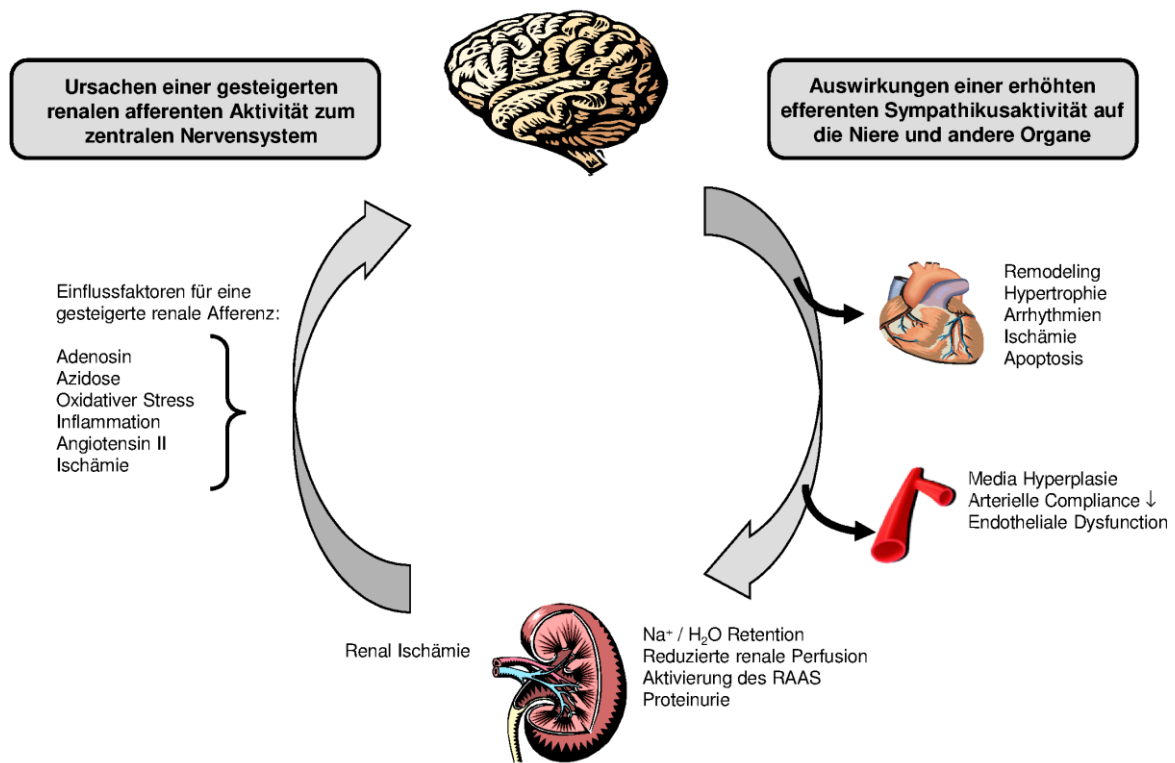 Ursachen einer gesteigerten
renalen afferenten Aktivität zum
zentralen Nervensystem
Auswirkungen einer erhöhten
efferenten Sympathikusaktivität auf
die Niere und andere Organe
Einflussfaktoren für eine
gesteigerte renale Afferenz:
Adenosin
Azidose
Oxidativer Stress
Inflammation
Angiotensin II
Ischämie
Remodeling
Hypertrophie
Arrhythmien
Ischämie
Apoptosis
Media Hyperplasie
Arterielle Compliance ↓
Endotheliale Dysfunction
Renal Ischämie
Na⁺ / H₂O Retention
Reduzierte renale Perfusion
Aktivierung des RAAS
Proteinurie